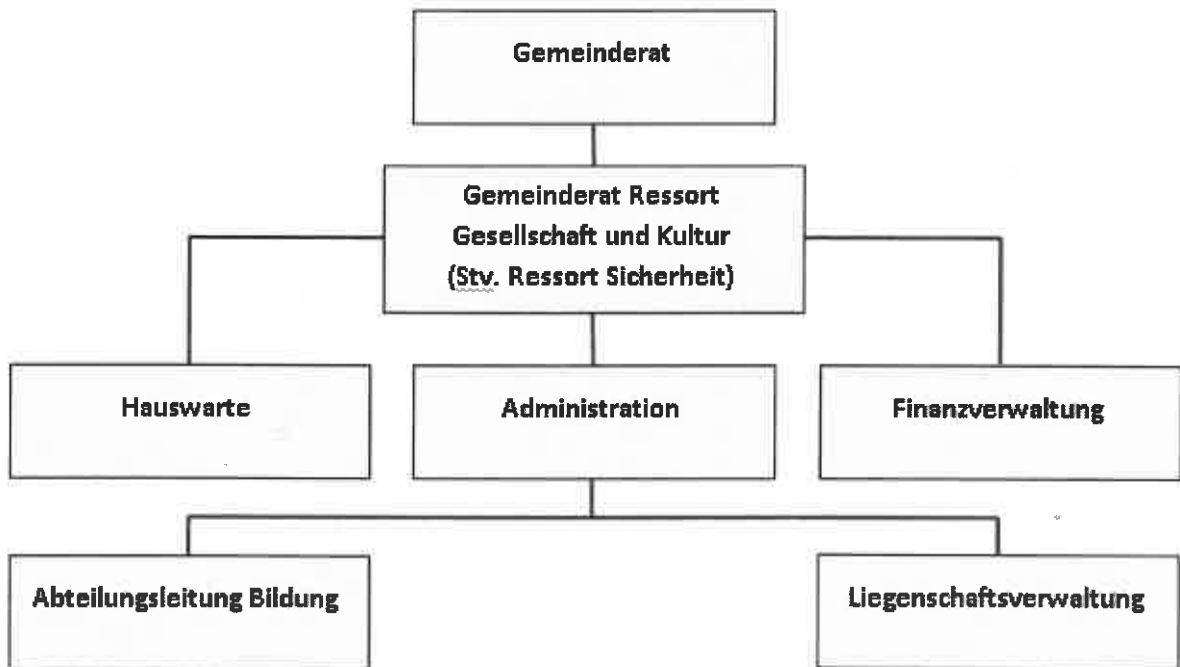 Gemeinderat
Gemeinderat Ressort
Gesellschaft und Kultur
(Stv. Ressort Sicherheit)
Hauswarte
Administration
Finanzverwaltung
Abteilungsleitung Bildung
Liegenschaftsverwaltung